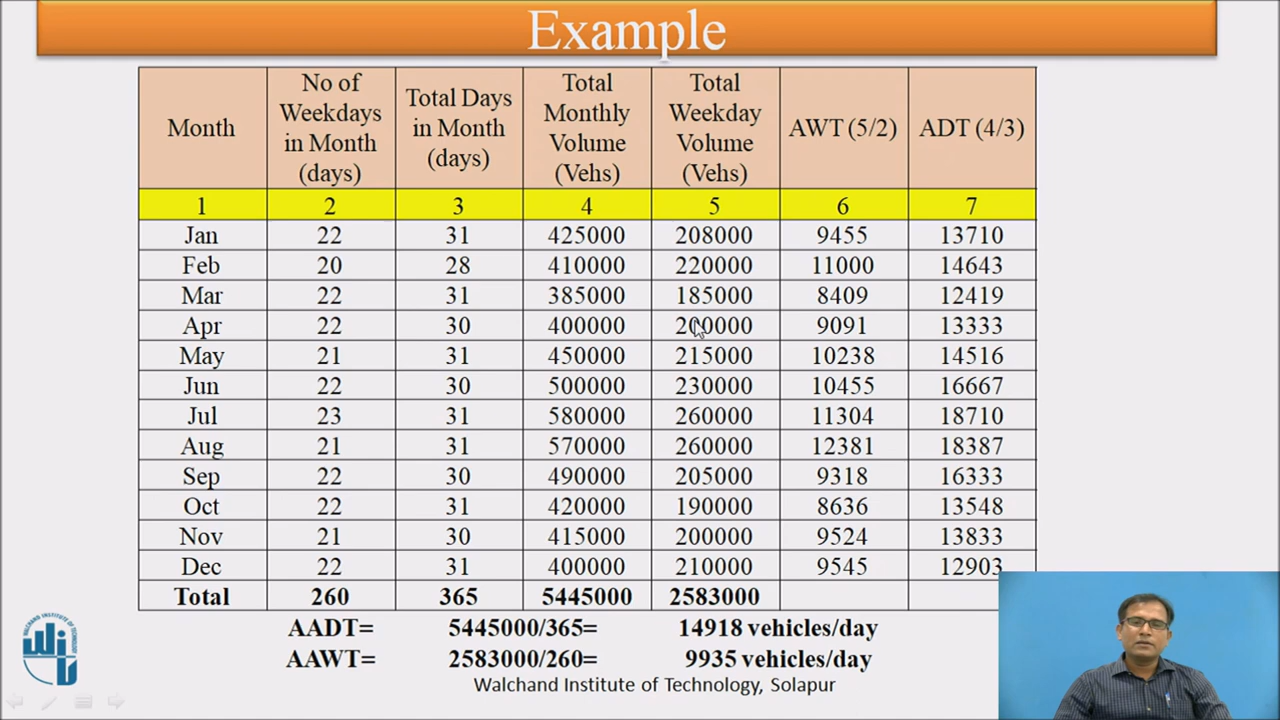 Example
Month | No of Weekdays in Month (days) | Total Days in Month (days) | Total Monthly Volume (Vehs) | Total Weekday Volume (Vehs) | AWT (5/2) | ADT (4/3)
1 | 2 | 3 | 4 | 5 | 6 | 7
Jan | 22 | 31 | 425000 | 208000 | 9455 | 13710
Feb | 20 | 28 | 410000 | 220000 | 11000 | 14643
Mar | 22 | 31 | 385000 | 185000 | 8409 | 12419
Apr | 22 | 30 | 400000 | 200000 | 9091 | 13333
May | 21 | 31 | 450000 | 215000 | 10238 | 14516
Jun | 22 | 30 | 500000 | 230000 | 10455 | 16667
Jul | 23 | 31 | 580000 | 260000 | 11304 | 18710
Aug | 21 | 31 | 570000 | 260000 | 12381 | 18387
Sep | 22 | 30 | 490000 | 205000 | 9318 | 16333
Oct | 22 | 31 | 420000 | 190000 | 8636 | 13548
Nov | 21 | 30 | 415000 | 200000 | 9524 | 13833
Dec | 22 | 31 | 400000 | 210000 | 9545 | 12903
Total | 260 | 365 | 5445000 | 2583000
AADT= 5445000/365= 14918 vehicles/day
AAWT= 2583000/260= 9935 vehicles/day
Walchand Institute of Technology, Solapur